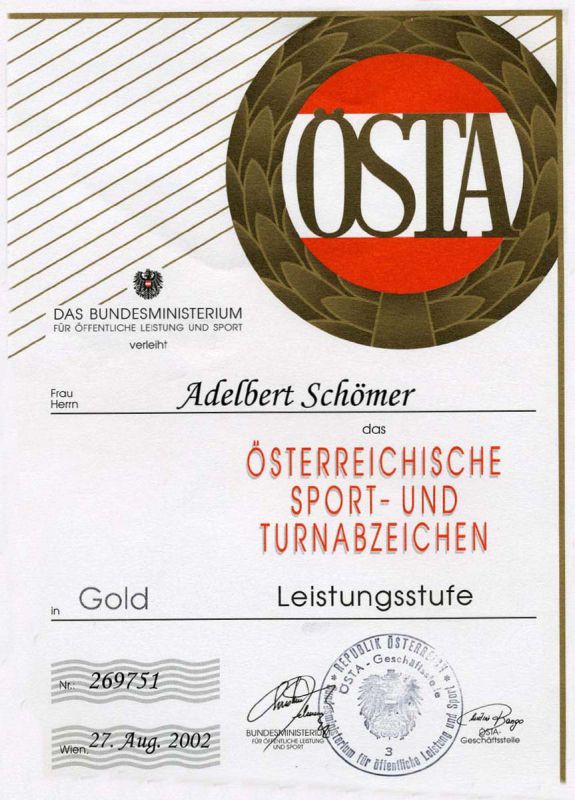 ÖSTA
DAS BUNDESMINISTERIUM
FÜR ÖFFENTLICHE LEISTUNG UND SPORT
verleiht
Frau
Herrn
Adelbert Schömer
das
ÖSTERREICHISCHE
SPORT- UND
TURNABZEICHEN
in Gold Leistungsstufe
Nr.: 269751
Wien, 27. Aug. 2002
BUNDESMINISTERIUM
FÜR ÖFFENTLICHE LEISTUNG
UND SPORT
REPUBLIK ÖSTERREICH
ÖSTA - Geschäftsstelle
Bundesministerium für öffentliche Leistung und Sport
3
ÖSTA-
Geschäftsstelle